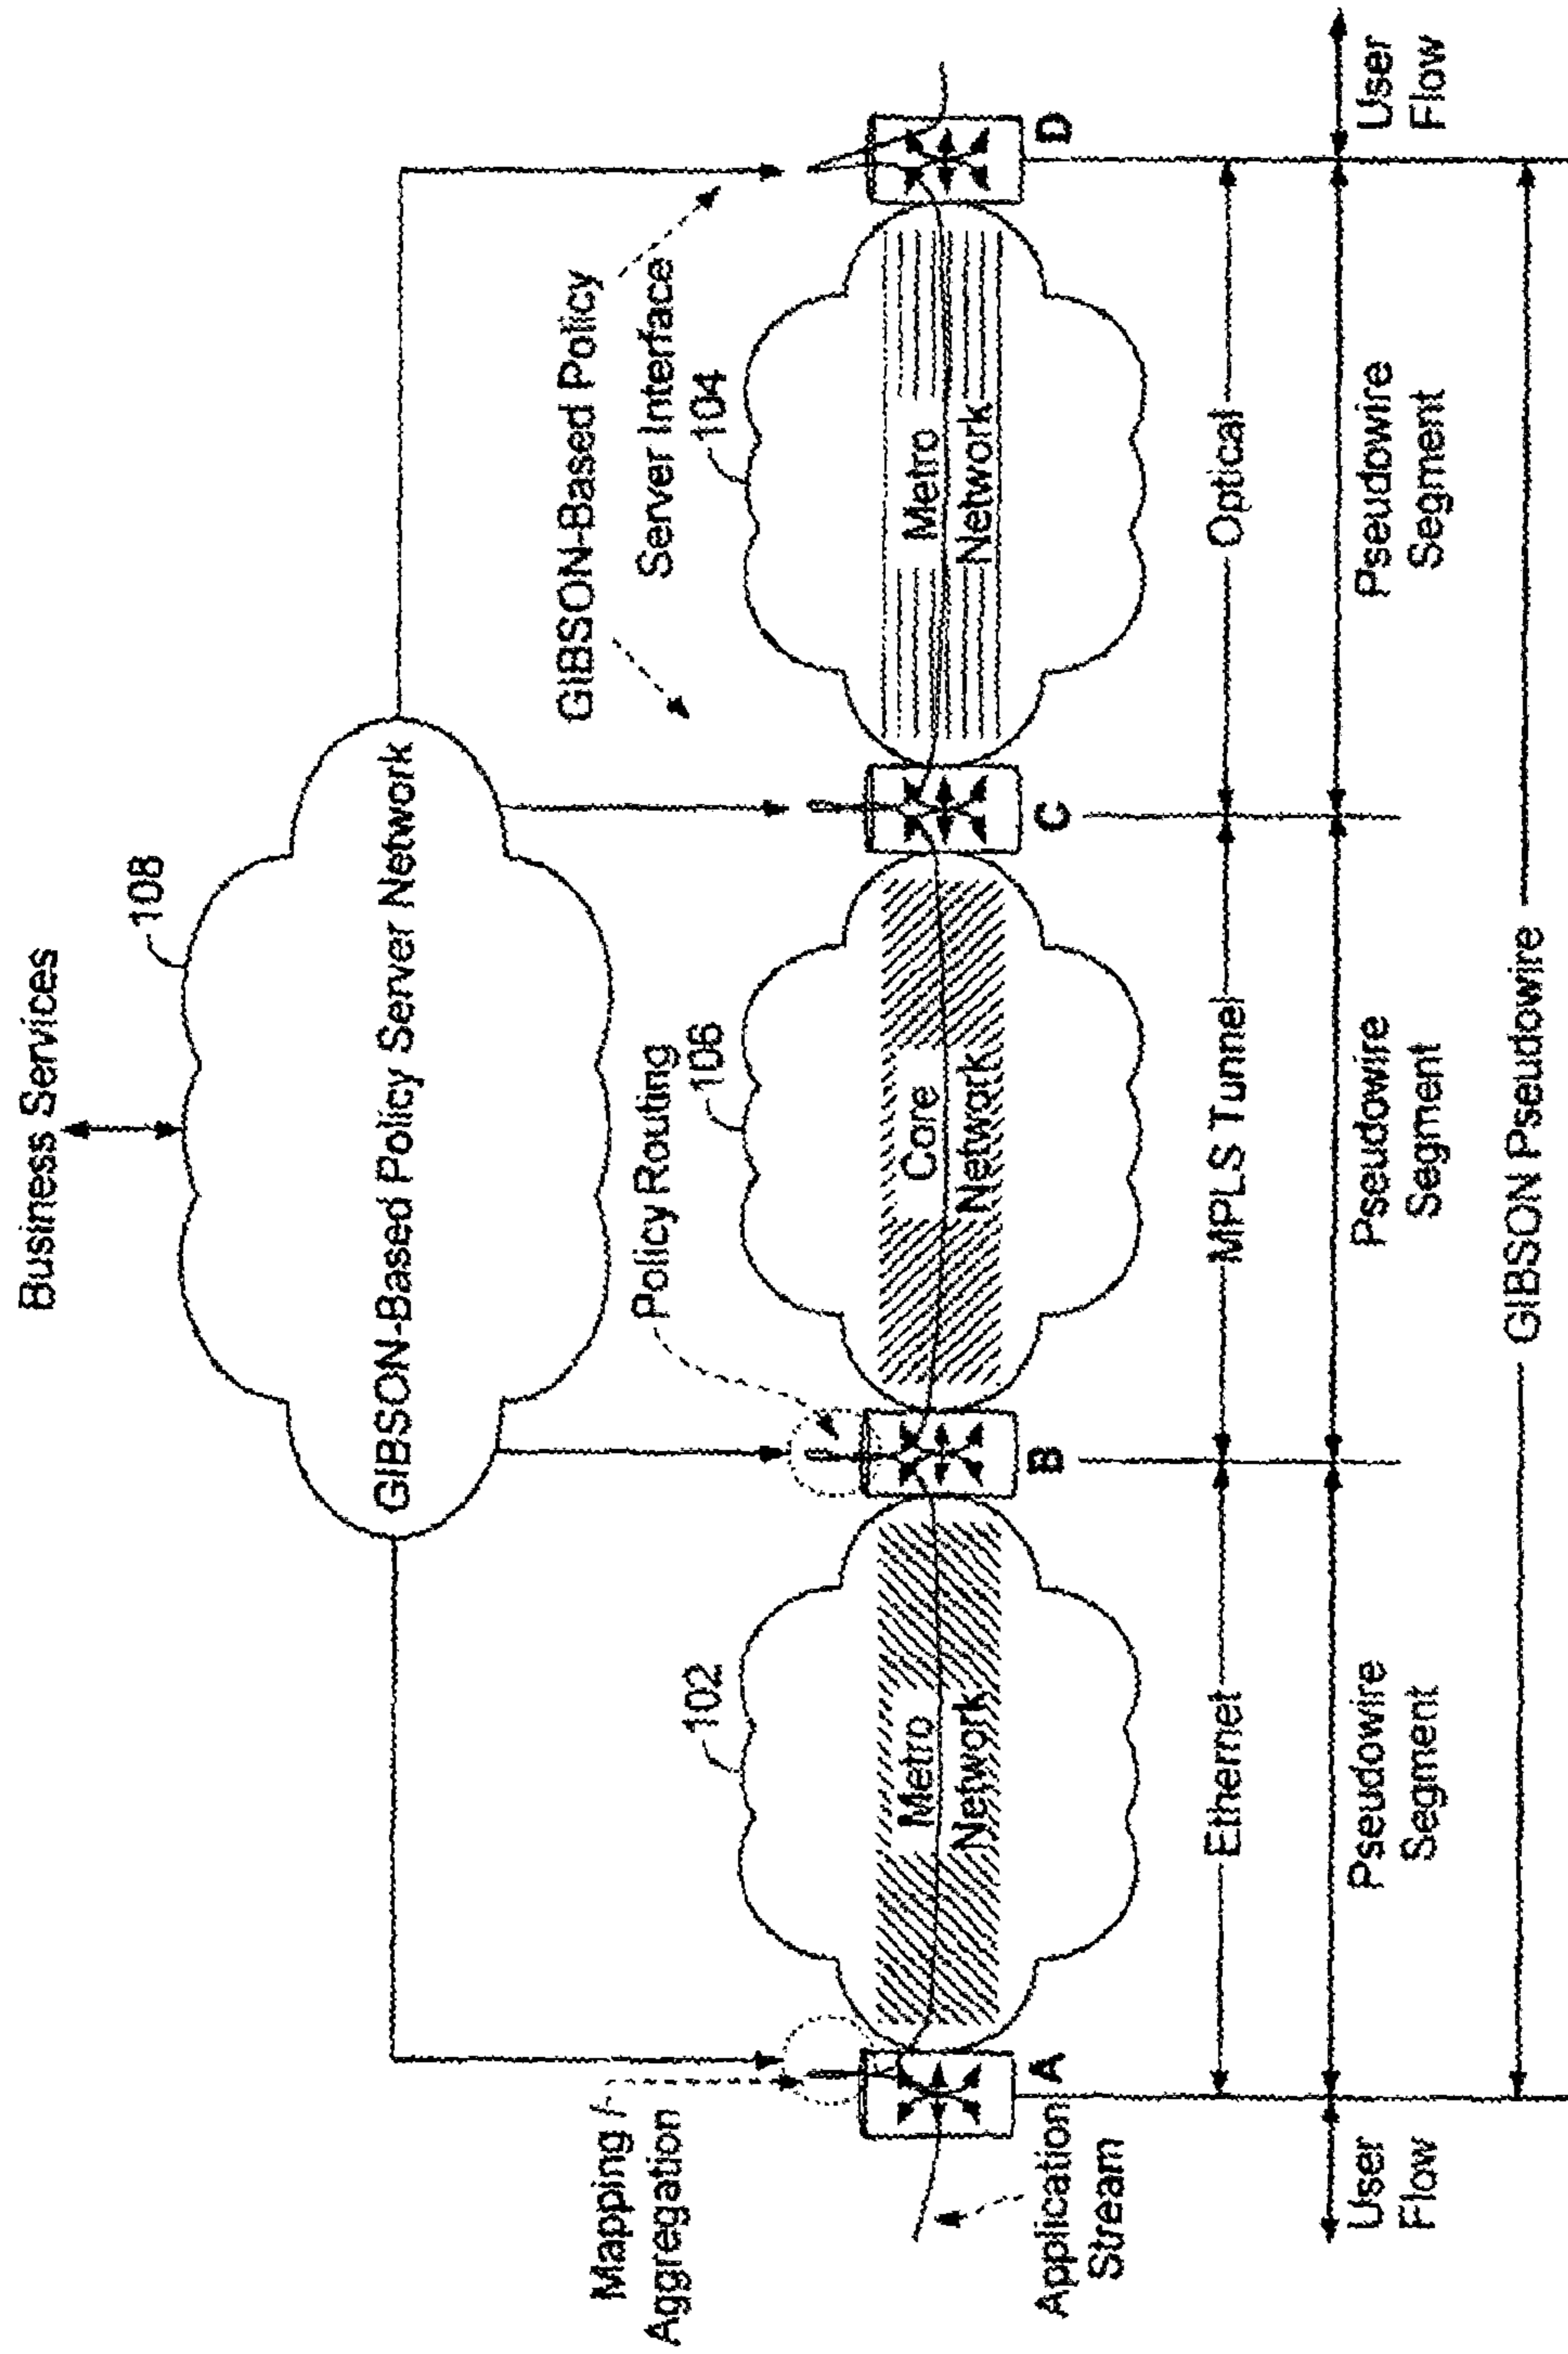 Business Services
108
GIBSON-Based Policy Server Network
Mapping /
Aggregation
Policy Routing
GIBSON-Based Policy
Server Interface
102
106
104
Metro
Network
Core
Network
Metro
Network
A
B
C
D
Application
Stream
Ethernet
MPLS Tunnel
Optical
User
Flow
Pseudowire
Segment
Pseudowire
Segment
Pseudowire
Segment
User
Flow
GIBSON Pseudowire